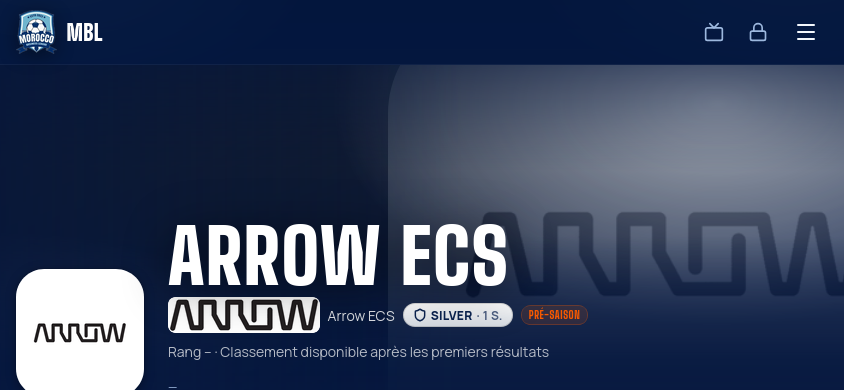 MOROCCO
MBL
ARROW ECS
ARROW
Arrow ECS
SILVER · 1 S.
PRÉ-SAISON
ARROW
Rang – · Classement disponible après les premiers résultats